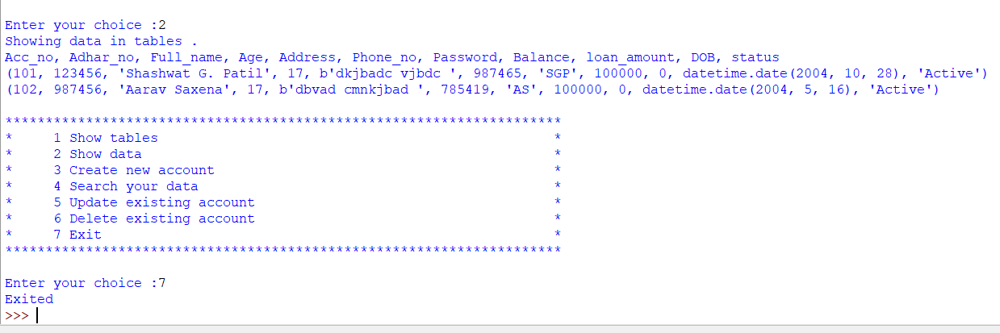 Enter your choice :2
Showing data in tables .
Acc_no, Adhar_no, Full_name, Age, Address, Phone_no, Password, Balance, loan_amount, DOB, status
(101, 123456, 'Shashwat G. Patil', 17, b'dkjbadc vjbdc ', 987465, 'SGP', 100000, 0, datetime.date(2004, 10, 28), 'Active')
(102, 987456, 'Aarav Saxena', 17, b'dbvad cmnkjbad ', 785419, 'AS', 100000, 0, datetime.date(2004, 5, 16), 'Active')
*********************************************************************
*     1 Show tables                                                 *
*     2 Show data                                                   *
*     3 Create new account                                          *
*     4 Search your data                                            *
*     5 Update existing account                                     *
*     6 Delete existing account                                     *
*     7 Exit                                                        *
*********************************************************************
Enter your choice :7
Exited
>>>